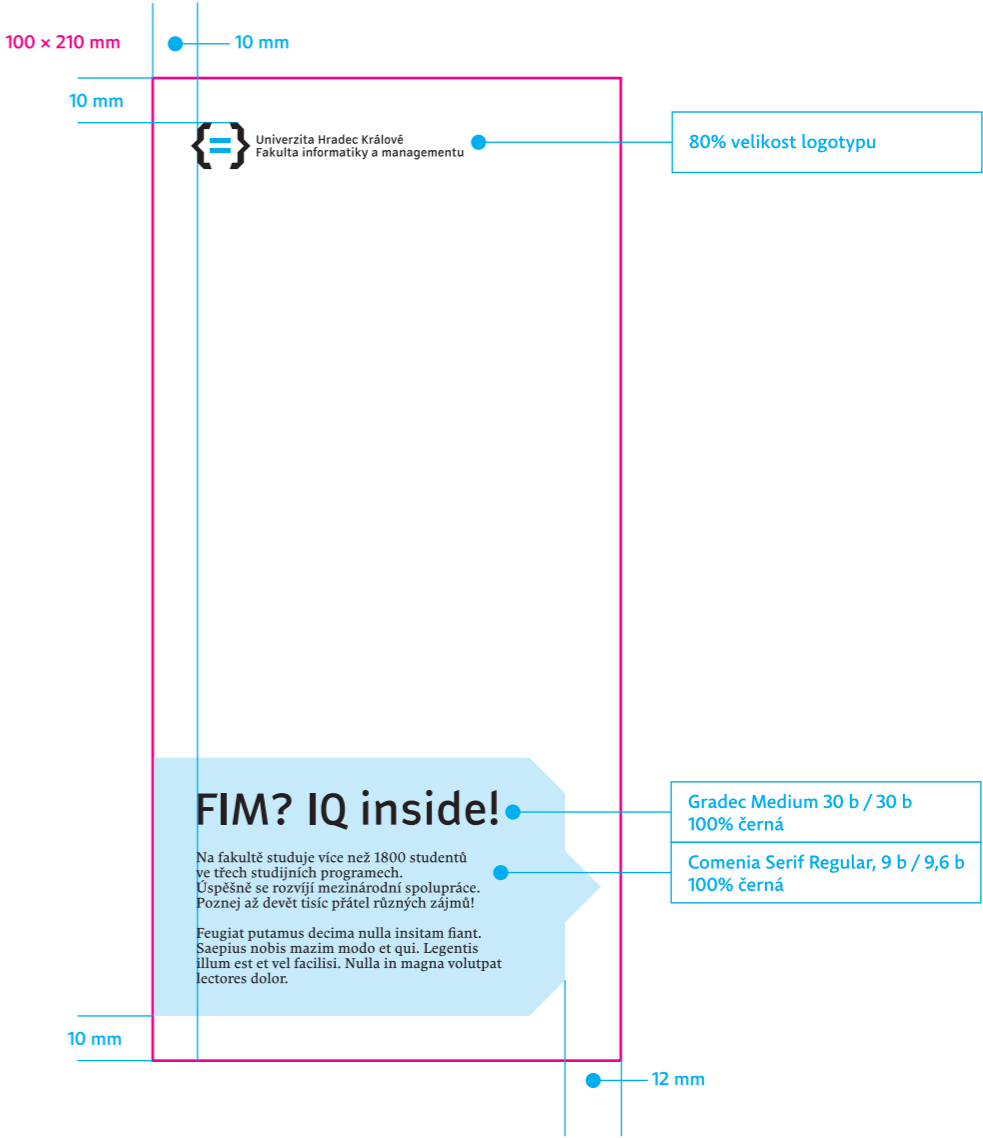 100 × 210 mm
10 mm
10 mm
{=} Univerzita Hradec Králové
Fakulta informatiky a managementu
80% velikost logotypu
FIM? IQ inside!
Gradec Medium 30 b / 30 b
100% černá
Na fakultě studuje více než 1800 studentů
ve třech studijních programech.
Úspěšně se rozvíjí mezinárodní spolupráce.
Poznej až devět tisíc přátel různých zájmů!
Comenia Serif Regular, 9 b / 9,6 b
100% černá
Feugiat putamus decima nulla insitam fiant.
Saepius nobis mazim modo et qui. Legentis
illum est et vel facilisi. Nulla in magna volutpat
lectores dolor.
10 mm
12 mm